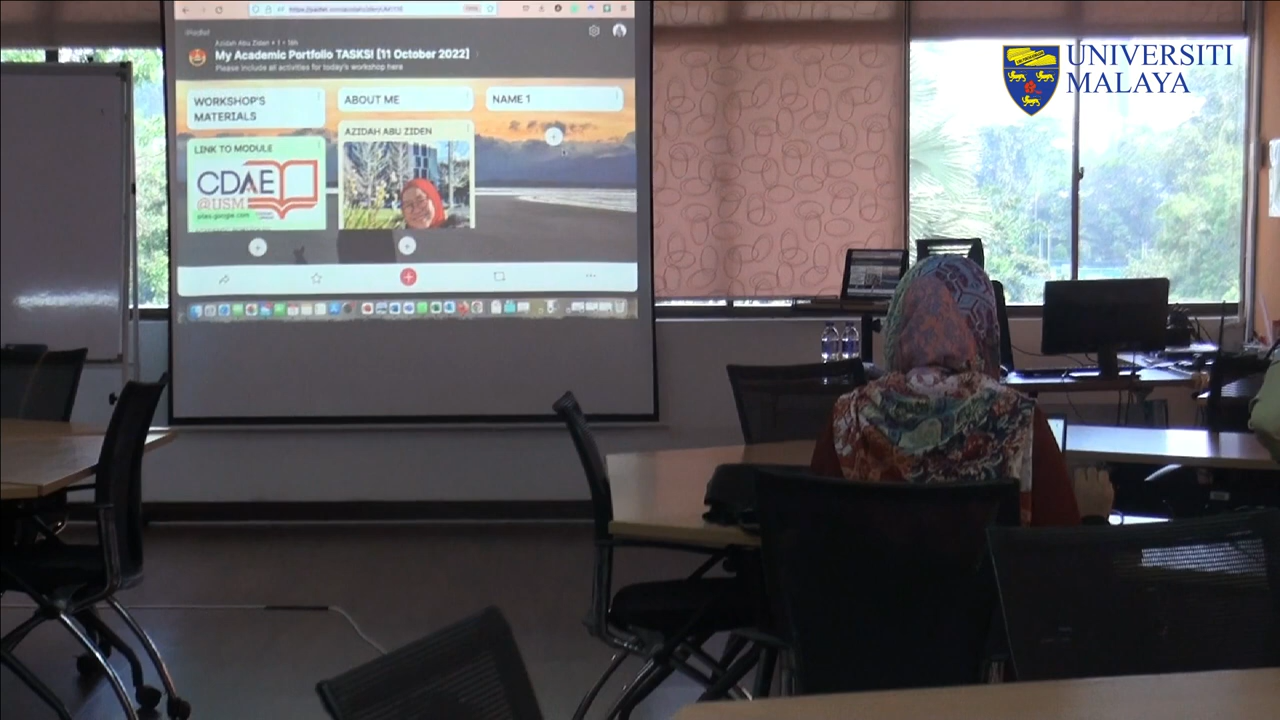 Azidah Abu Ziden
My Academic Portfolio TASKS! [11 October 2022]
Please include all activities for today's workshop here
WORKSHOP'S
MATERIALS
LINK TO MODULE
CDAE
@USM
sites.google.com
ABOUT ME
AZIDAH ABU ZIDEN
NAME 1
UNIVERSITI
MALAYA